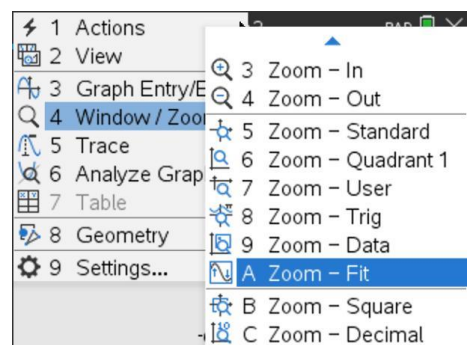 1 Actions
2 View
3 Graph Entry/E
4 Window / Zoo
5 Trace
6 Analyze Grap
7 Table
8 Geometry
9 Settings...
3 Zoom – In
4 Zoom – Out
5 Zoom – Standard
6 Zoom – Quadrant 1
7 Zoom – User
8 Zoom – Trig
9 Zoom – Data
A Zoom – Fit
B Zoom – Square
C Zoom – Decimal